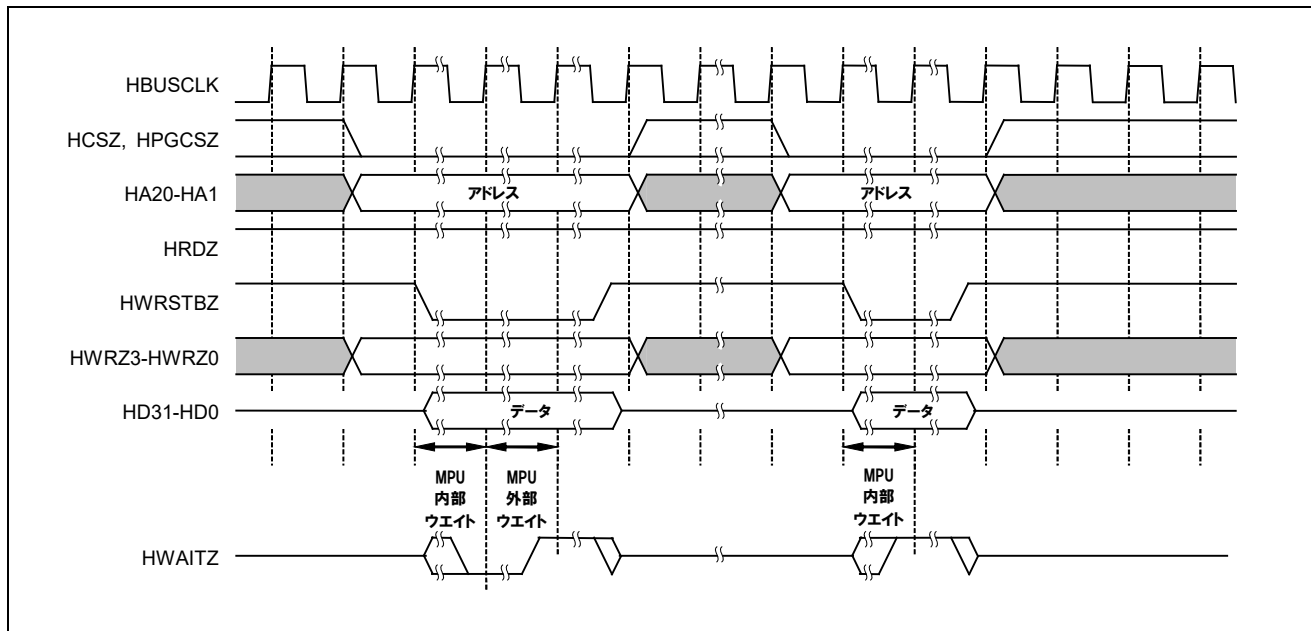 HBUSCLK
HCSZ, HPGCSZ
HA20-HA1
アドレス
アドレス
HRDZ
HWRSTBZ
HWRZ3-HWRZ0
HD31-HD0
データ
データ
MPU
内部
ウエイト
MPU
外部
ウエイト
MPU
内部
ウエイト
HWAITZ